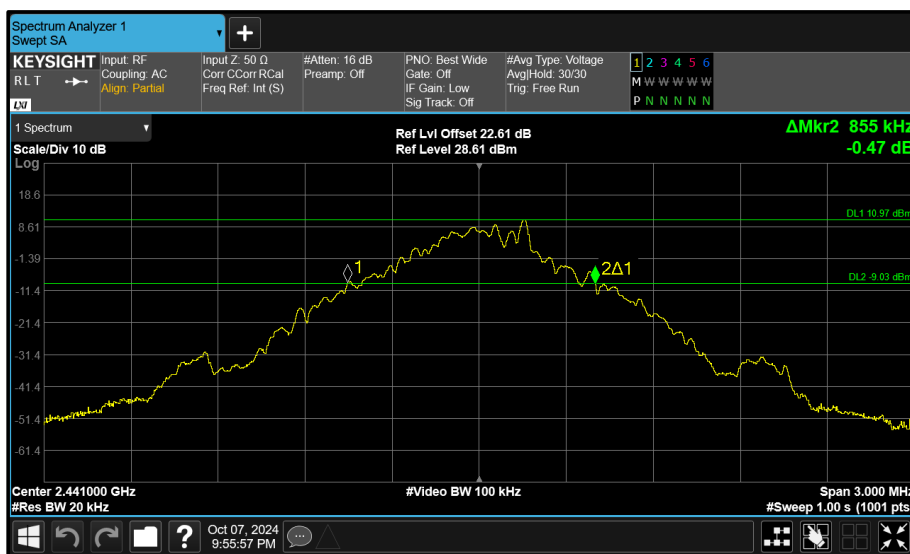 Spectrum Analyzer 1
Swept SA
KEYSIGHT
RLT
LXI
Input: RF
Coupling: AC
Align: Partial
Input Z: 50 Ω
Corr CCorr RCal
Freq Ref: Int (S)
#Atten: 16 dB
Preamp: Off
PNO: Best Wide
Gate: Off
IF Gain: Low
Sig Track: Off
#Avg Type: Voltage
Avg|Hold: 30/30
Trig: Free Run
1 2 3 4 5 6
M W W W W W
P N N N N N
1 Spectrum
Scale/Div 10 dB
Log
Ref Lvl Offset 22.61 dB
Ref Level 28.61 dBm
ΔMkr2 855 kHz
-0.47 dB
18.6
DL1 10.97 dBm
8.61
-1.39
1
2Δ1
DL2 -9.03 dBm
-11.4
-21.4
-31.4
-41.4
-51.4
-61.4
Center 2.441000 GHz
#Res BW 20 kHz
#Video BW 100 kHz
Span 3.000 MHz
#Sweep 1.00 s (1001 pts
?
Oct 07, 2024
9:55:57 PM